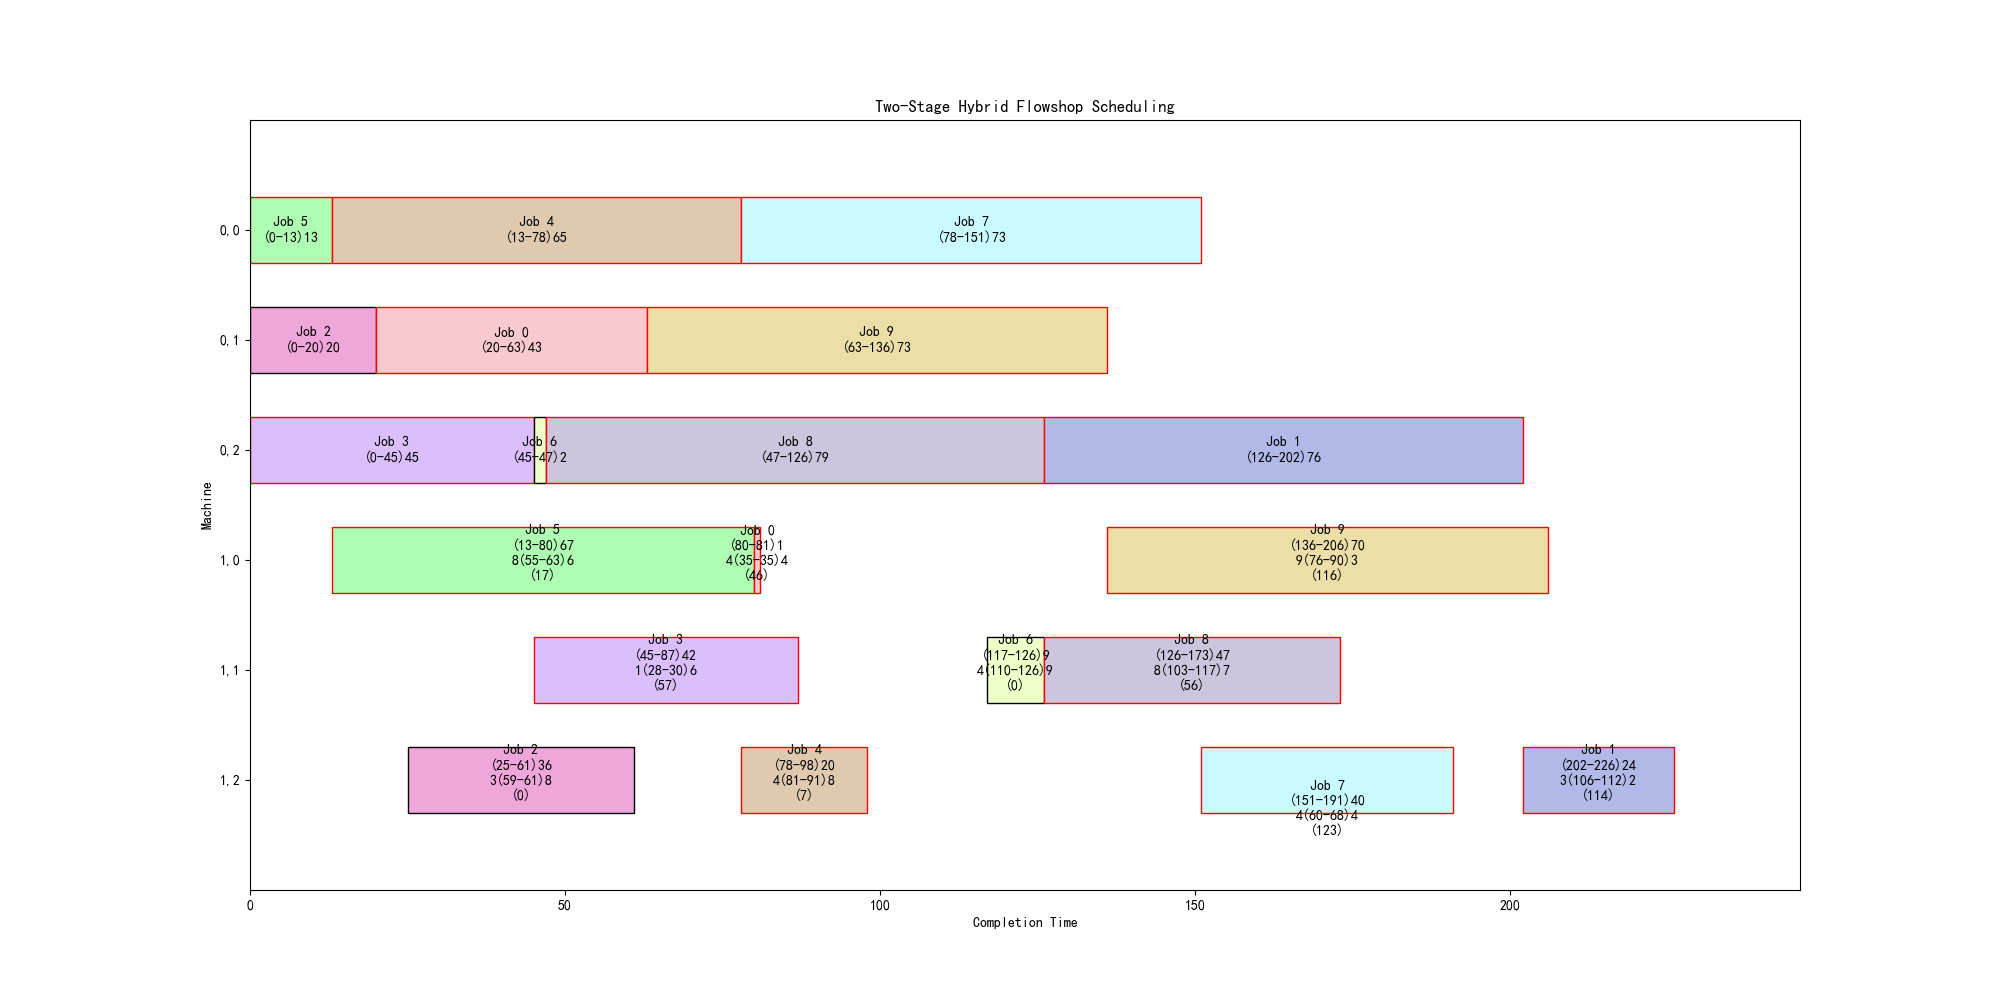 Two-Stage Hybrid Flowshop Scheduling
0,0
Job 5
(0-13)13
Job 4
(13-78)65
Job 7
(78-151)73
0,1
Job 2
(0-20)20
Job 0
(20-63)43
Job 9
(63-136)73
0,2
Job 3
(0-45)45
Job 6
(45-47)2
Job 8
(47-126)79
Job 1
(126-202)76
Machine
1,0
Job 5
(13-80)67
8(55-63)6
(17)
Job 0
(80-81)1
4(35-35)4
(46)
Job 9
(136-206)70
9(76-90)3
(116)
1,1
Job 3
(45-87)42
1(28-30)6
(57)
Job 6
(117-126)9
4(110-126)9
(0)
Job 8
(126-173)47
8(103-117)7
(56)
1,2
Job 2
(25-61)36
3(59-61)8
(0)
Job 4
(78-98)20
4(81-91)8
(7)
Job 7
(151-191)40
4(60-68)4
(123)
Job 1
(202-226)24
3(106-112)2
(114)
0
50
100
150
200
Completion Time